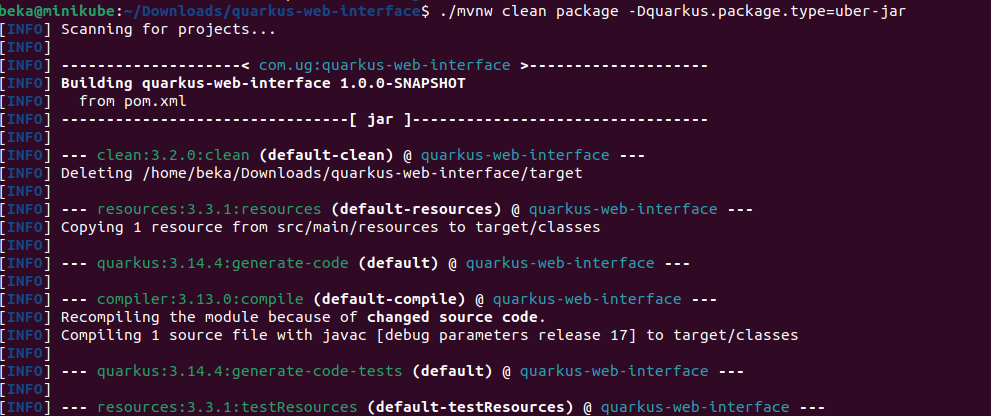 beka@minikube:~/Downloads/quarkus-web-interface$ ./mvnw clean package -Dquarkus.package.type=uber-jar
[INFO] Scanning for projects...
[INFO]
[INFO] --------------------< com.ug:quarkus-web-interface >--------------------
[INFO] Building quarkus-web-interface 1.0.0-SNAPSHOT
[INFO]   from pom.xml
[INFO] --------------------------------[ jar ]---------------------------------
[INFO]
[INFO] --- clean:3.2.0:clean (default-clean) @ quarkus-web-interface ---
[INFO] Deleting /home/beka/Downloads/quarkus-web-interface/target
[INFO]
[INFO] --- resources:3.3.1:resources (default-resources) @ quarkus-web-interface ---
[INFO] Copying 1 resource from src/main/resources to target/classes
[INFO]
[INFO] --- quarkus:3.14.4:generate-code (default) @ quarkus-web-interface ---
[INFO]
[INFO] --- compiler:3.13.0:compile (default-compile) @ quarkus-web-interface ---
[INFO] Recompiling the module because of changed source code.
[INFO] Compiling 1 source file with javac [debug parameters release 17] to target/classes
[INFO]
[INFO] --- quarkus:3.14.4:generate-code-tests (default) @ quarkus-web-interface ---
[INFO]
[INFO] --- resources:3.3.1:testResources (default-testResources) @ quarkus-web-interface ---